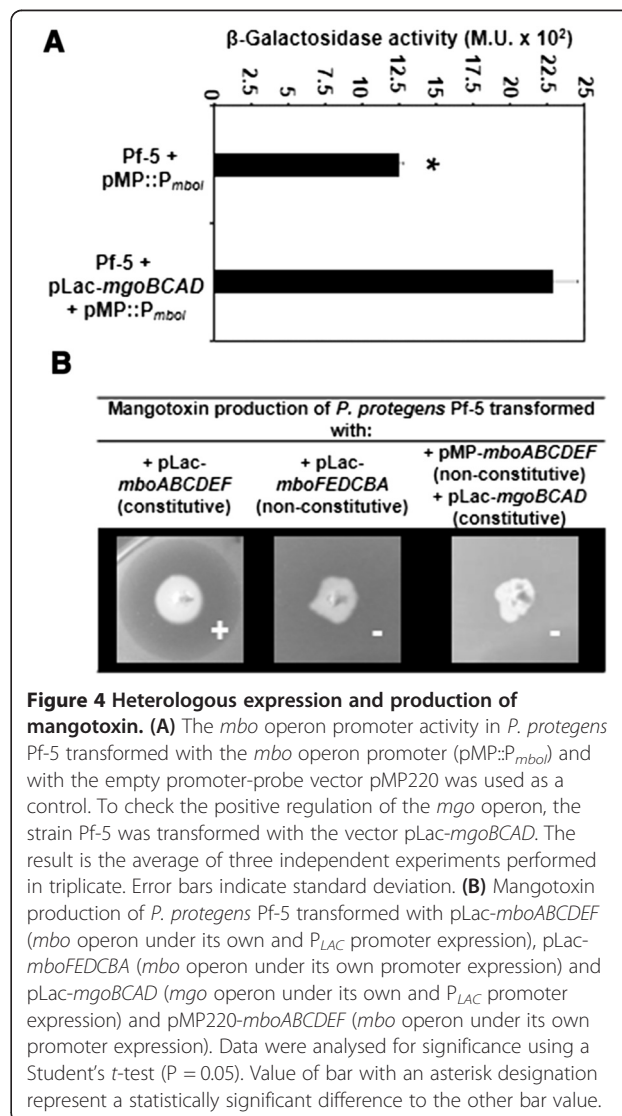 A
β-Galactosidase activity (M.U. x 10²)
0
2.5
5
7.5
10
12.5
15
17.5
20
22.5
25
Pf-5 +
pMP::PmboI
*
Pf-5 +
pLac-mgoBCAD
+ pMP::PmboI
B
Mangotoxin production of P. protegens Pf-5 transformed
with:
+ pLac-
mboABCDEF
(constitutive)
+ pLac-
mboFEDCBA
(non-constitutive)
+ pMP-mboABCDEF
(non-constitutive)
+ pLac-mgoBCAD
(constitutive)
+
-
-
Figure 4 Heterologous expression and production of
mangotoxin. (A) The mbo operon promoter activity in P. protegens
Pf-5 transformed with the mbo operon promoter (pMP::PmboI) and
with the empty promoter-probe vector pMP220 was used as a
control. To check the positive regulation of the mgo operon, the
strain Pf-5 was transformed with the vector pLac-mgoBCAD. The
result is the average of three independent experiments performed
in triplicate. Error bars indicate standard deviation. (B) Mangotoxin
production of P. protegens Pf-5 transformed with pLac-mboABCDEF
(mbo operon under its own and PLAC promoter expression), pLac-
mboFEDCBA (mbo operon under its own promoter expression) and
pLac-mgoBCAD (mgo operon under its own and PLAC promoter
expression) and pMP220-mboABCDEF (mbo operon under its own
promoter expression). Data were analysed for significance using a
Student's t-test (P = 0.05). Value of bar with an asterisk designation
represent a statistically significant difference to the other bar value.